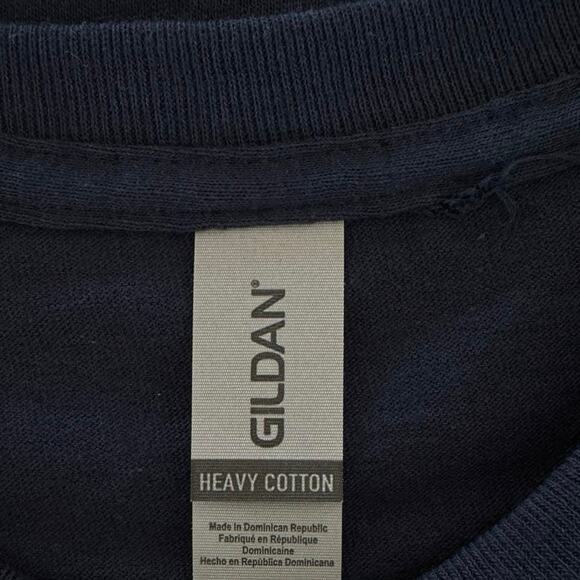 GILDAN®
HEAVY COTTON
Made in Dominican Republic
Fabriqué en République
Dominicaine
Hecho en República Dominicana